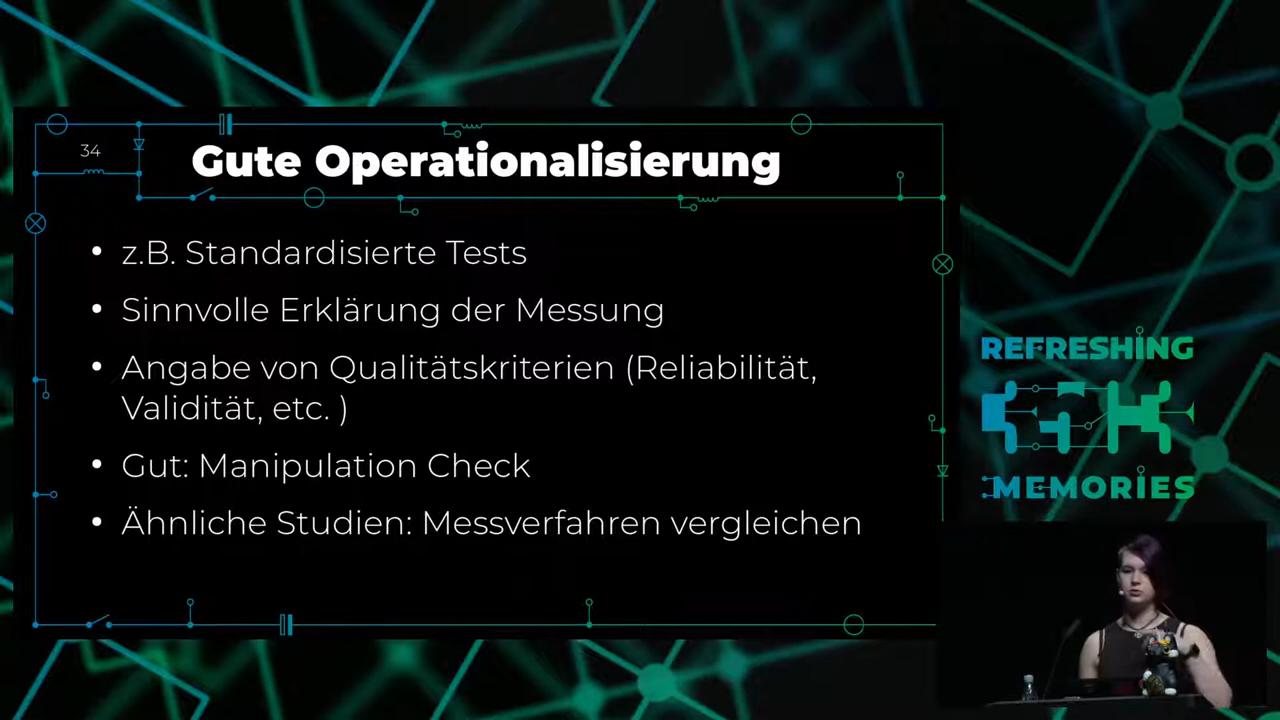 34
Gute Operationalisierung
• z.B. Standardisierte Tests
• Sinnvolle Erklärung der Messung
• Angabe von Qualitätskriterien (Reliabilität,
Validität, etc. )
• Gut: Manipulation Check
• Ähnliche Studien: Messverfahren vergleichen
REFRESHING
MEMORIES